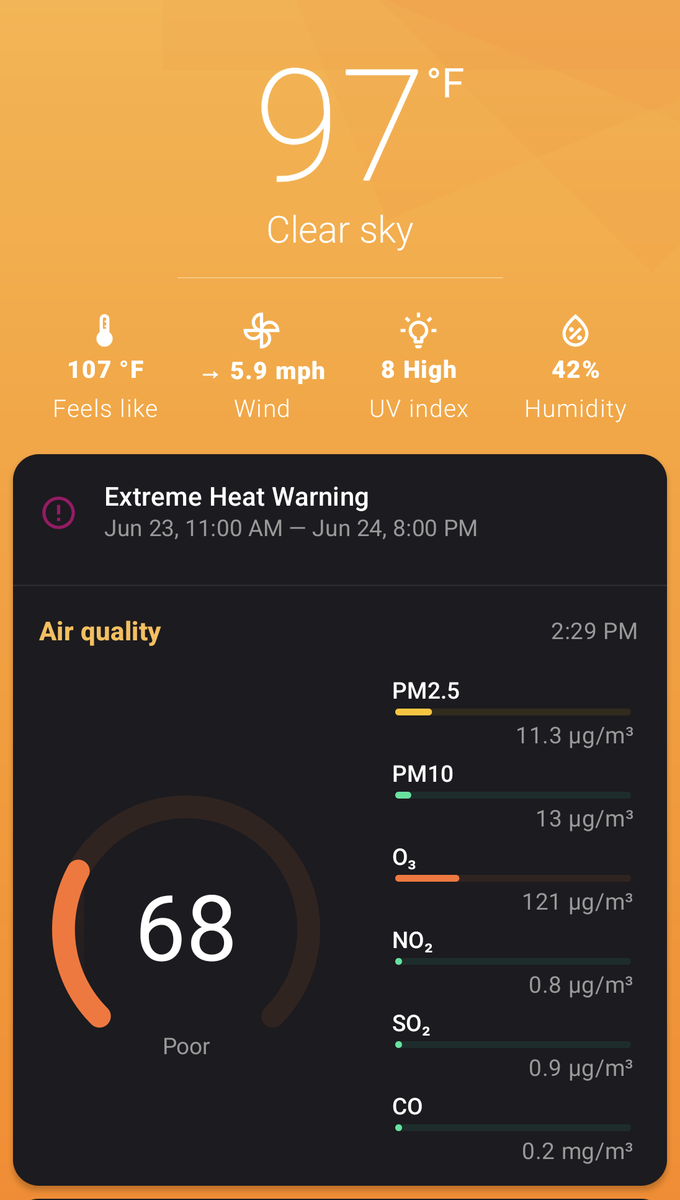 97 °F
Clear sky
107 °F → 5.9 mph 8 High 42%
Feels like Wind UV index Humidity
Extreme Heat Warning
Jun 23, 11:00 AM — Jun 24, 8:00 PM
Air quality 2:29 PM
68
Poor
PM2.5
11.3 µg/m³
PM10
13 µg/m³
O₃
121 µg/m³
NO₂
0.8 µg/m³
SO₂
0.9 µg/m³
CO
0.2 mg/m³